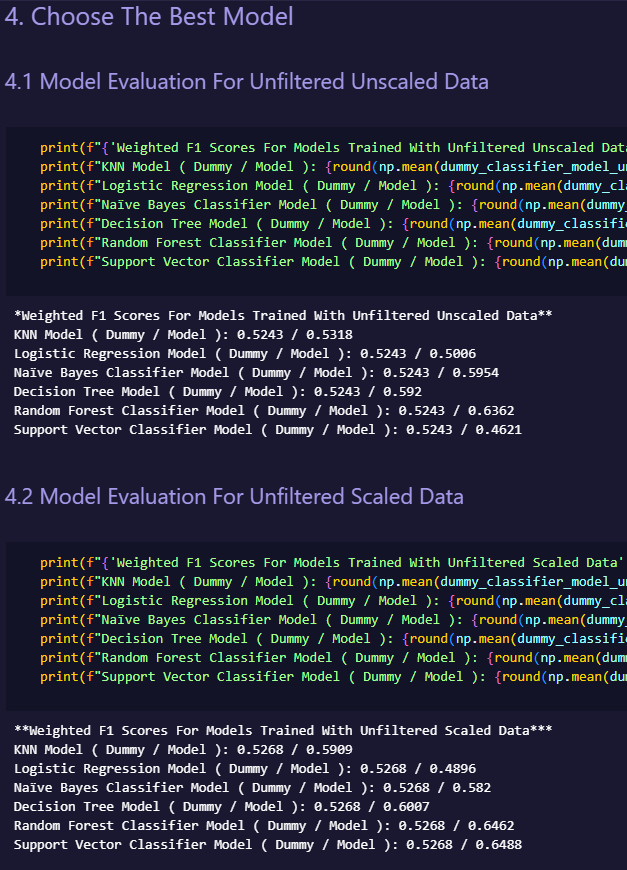 4. Choose The Best Model
4.1 Model Evaluation For Unfiltered Unscaled Data
print(f"{'Weighted F1 Scores For Models Trained With Unfiltered Unscaled Data
print(f"KNN Model ( Dummy / Model ): {round(np.mean(dummy_classifier_model_u
print(f"Logistic Regression Model ( Dummy / Model ): {round(np.mean(dummy_cl
print(f"Naïve Bayes Classifier Model ( Dummy / Model ): {round(np.mean(dummy_
print(f"Decision Tree Model ( Dummy / Model ): {round(np.mean(dummy_classifi
print(f"Random Forest Classifier Model ( Dummy / Model ): {round(np.mean(dum
print(f"Support Vector Classifier Model ( Dummy / Model ): {round(np.mean(du
*Weighted F1 Scores For Models Trained With Unfiltered Unscaled Data**
KNN Model ( Dummy / Model ): 0.5243 / 0.5318
Logistic Regression Model ( Dummy / Model ): 0.5243 / 0.5006
Naïve Bayes Classifier Model ( Dummy / Model ): 0.5243 / 0.5954
Decision Tree Model ( Dummy / Model ): 0.5243 / 0.592
Random Forest Classifier Model ( Dummy / Model ): 0.5243 / 0.6362
Support Vector Classifier Model ( Dummy / Model ): 0.5243 / 0.4621
4.2 Model Evaluation For Unfiltered Scaled Data
print(f"{'Weighted F1 Scores For Models Trained With Unfiltered Scaled Data'
print(f"KNN Model ( Dummy / Model ): {round(np.mean(dummy_classifier_model_u
print(f"Logistic Regression Model ( Dummy / Model ): {round(np.mean(dummy_cl
print(f"Naïve Bayes Classifier Model ( Dummy / Model ): {round(np.mean(dummy_
print(f"Decision Tree Model ( Dummy / Model ): {round(np.mean(dummy_classifi
print(f"Random Forest Classifier Model ( Dummy / Model ): {round(np.mean(dum
print(f"Support Vector Classifier Model ( Dummy / Model ): {round(np.mean(du
**Weighted F1 Scores For Models Trained With Unfiltered Scaled Data***
KNN Model ( Dummy / Model ): 0.5268 / 0.5909
Logistic Regression Model ( Dummy / Model ): 0.5268 / 0.4896
Naïve Bayes Classifier Model ( Dummy / Model ): 0.5268 / 0.582
Decision Tree Model ( Dummy / Model ): 0.5268 / 0.6007
Random Forest Classifier Model ( Dummy / Model ): 0.5268 / 0.6462
Support Vector Classifier Model ( Dummy / Model ): 0.5268 / 0.6488